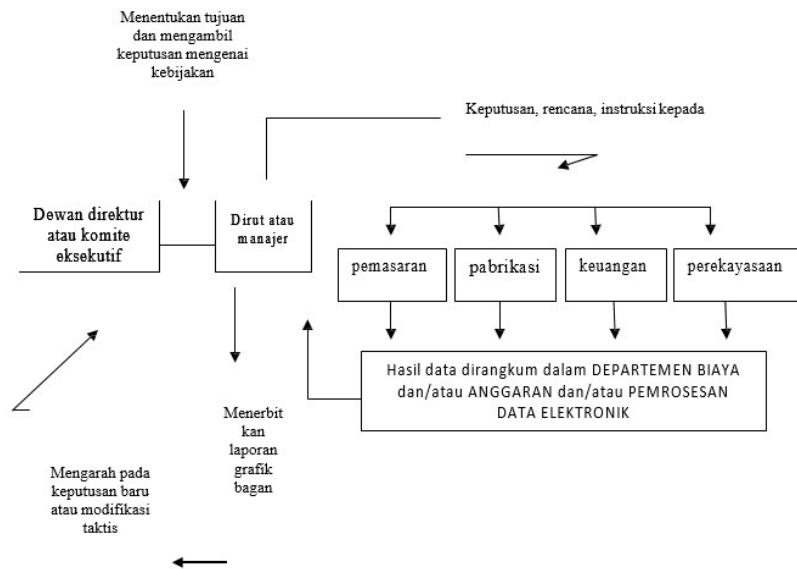 Menentukan tujuan
dan mengambil
keputusan mengenai
kebijakan
Keputusan, rencana, instruksi kepada
Dewan direktur
atau komite
eksekutif
Dirut atau
manajer
pemasaran
pabrikasi
keuangan
perekayasaan
Hasil data dirangkum dalam DEPARTEMEN BIAYA
dan/atau ANGGARAN dan/atau PEMROSESAN
DATA ELEKTRONIK
Menerbit
kan
laporan
grafik
bagan
Mengarah pada
keputusan baru
atau modifikasi
taktis